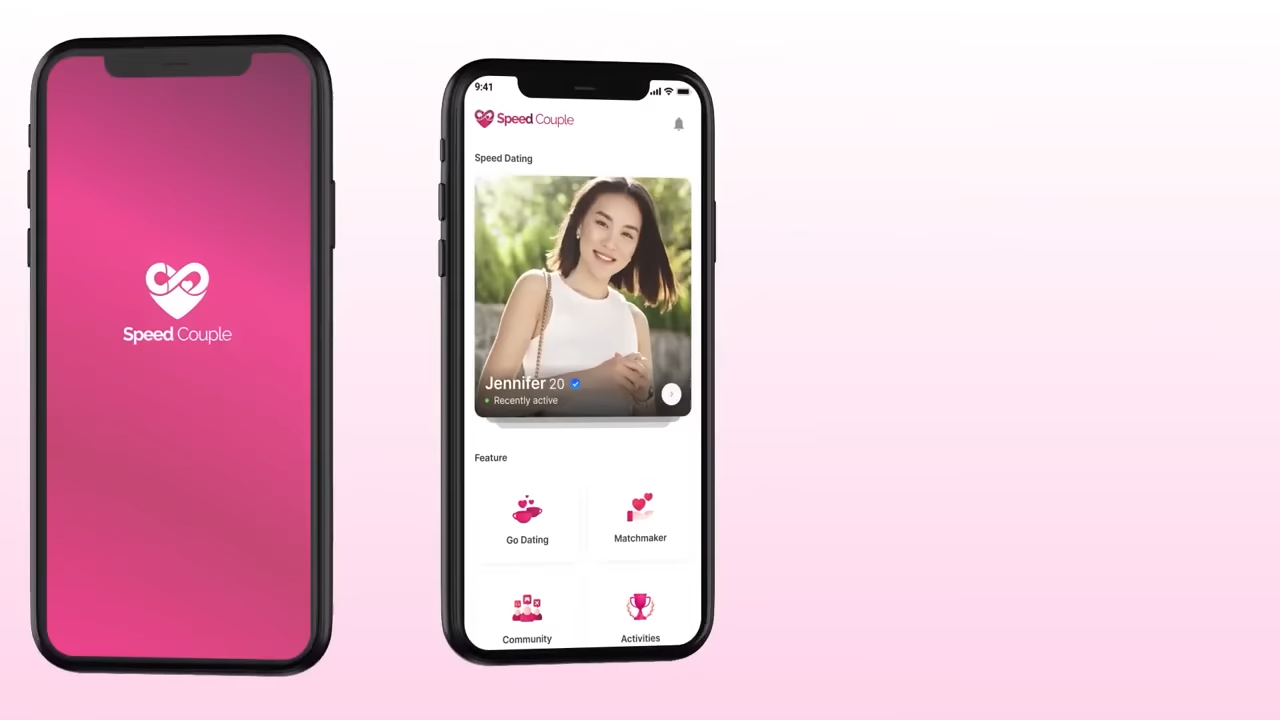 Speed Couple
9:41
Speed Couple
Speed Dating
Jennifer 20
Recently active
Feature
Go Dating
Matchmaker
Community
Activities